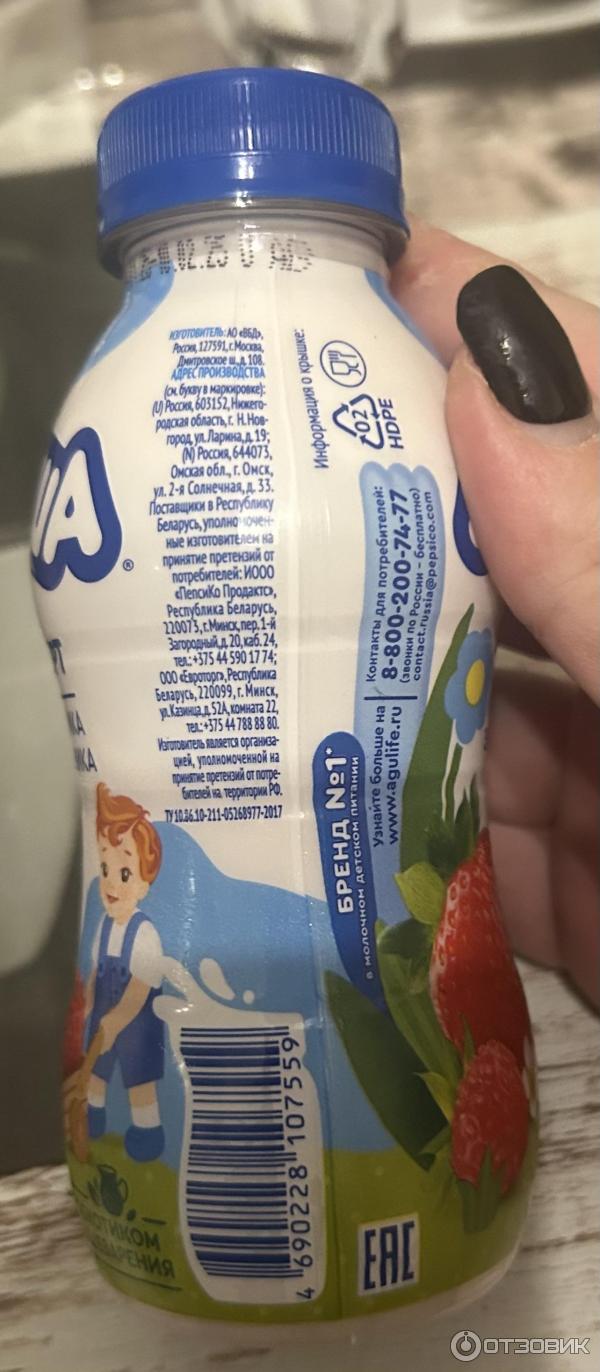 02.25
ИЗГОТОВИТЕЛЬ: АО «ВБД»,
Россия, 127591, г. Москва,
Дмитровское ш., д. 108.
АДРЕС ПРОИЗВОДСТВА
(см. букву в маркировке):
(U) Россия, 603152, Нижего-
родская область, г. Н. Нов-
город, ул. Ларина, д. 19;
(N) Россия, 644073,
Омская обл., г. Омск,
ул. 2-я Солнечная, д. 33.
Поставщики в Республику
Беларусь, уполномочен-
ные изготовителем на
принятие претензий от
потребителей: ИООО
«ПепсиКо Продактс»,
Республика Беларусь,
220073, г. Минск, пер. 1-й
Загородный, д. 20, каб. 24,
тел.: +375 44 590 17 74;
ООО «Евроторг», Республика
Беларусь, 220099, г. Минск,
ул. Казинца, д. 52А, комната 22,
тел.: +375 44 788 88 80.
Изготовитель является организа-
цией, уполномоченной на
принятие претензий от потре-
бителей на территории РФ.
ТУ 10.86.10-211-05268977-2017
Информация о крышке:
02
HDPE
Контакты для потребителей:
8-800-200-74-77
(звонки по России – бесплатно)
contact.russia@pepsico.com
Узнайте больше на
www.agulife.ru
БРЕНД №1*
в молочном детском питании
®
4 690228 107559
EAC
ОТЗОВИК